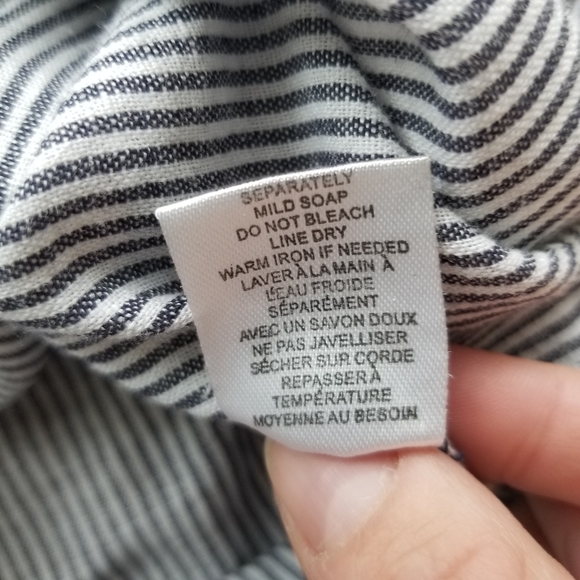 SEPARATELY
MILD SOAP
DO NOT BLEACH
LINE DRY
WARM IRON IF NEEDED
LAVER À LA MAIN À
L'EAU FROIDE
SÉPARÉMENT
AVEC UN SAVON DOUX
NE PAS JAVELLISER
SÉCHER SUR CORDE
REPASSER À
TEMPÉRATURE
MOYENNE AU BESOIN